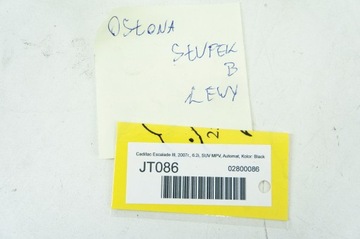 OSŁONA
SŁUPEK
B
LEWY
Cadillac Escalade III, 2007r., 6.2i, SUV-MPV, Automat, Kolor: Black
JT086 02800086